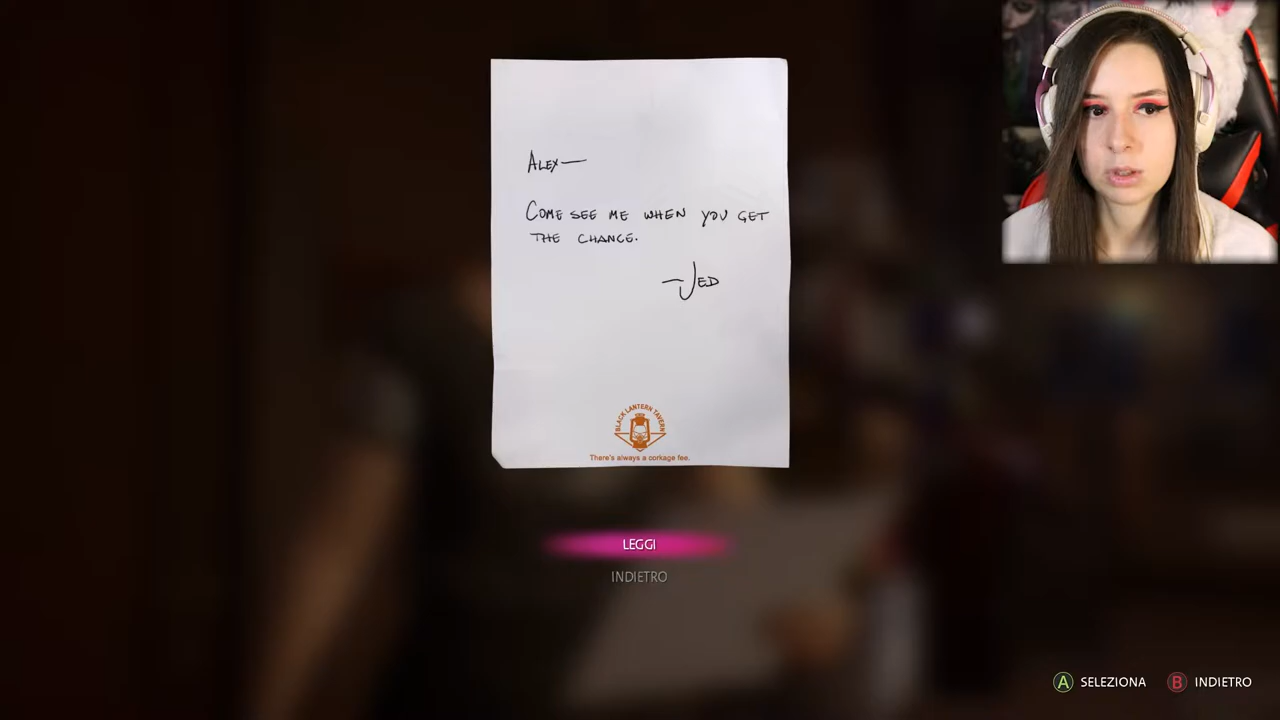 ALEX—
COME SEE ME WHEN YOU GET
THE CHANCE.
—JED
BLACK LANTERN TAVERN
There's always a corkage fee.
LEGGI
INDIETRO
A SELEZIONA B INDIETRO